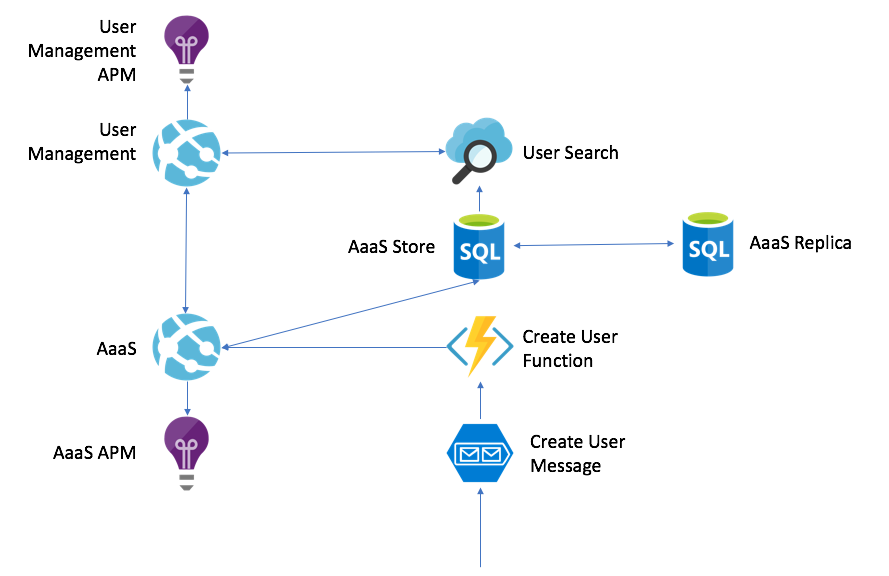 User
Management
APM
User
Management
User Search
AaaS Store
SQL
SQL
AaaS Replica
AaaS
Create User
Function
AaaS APM
Create User
Message